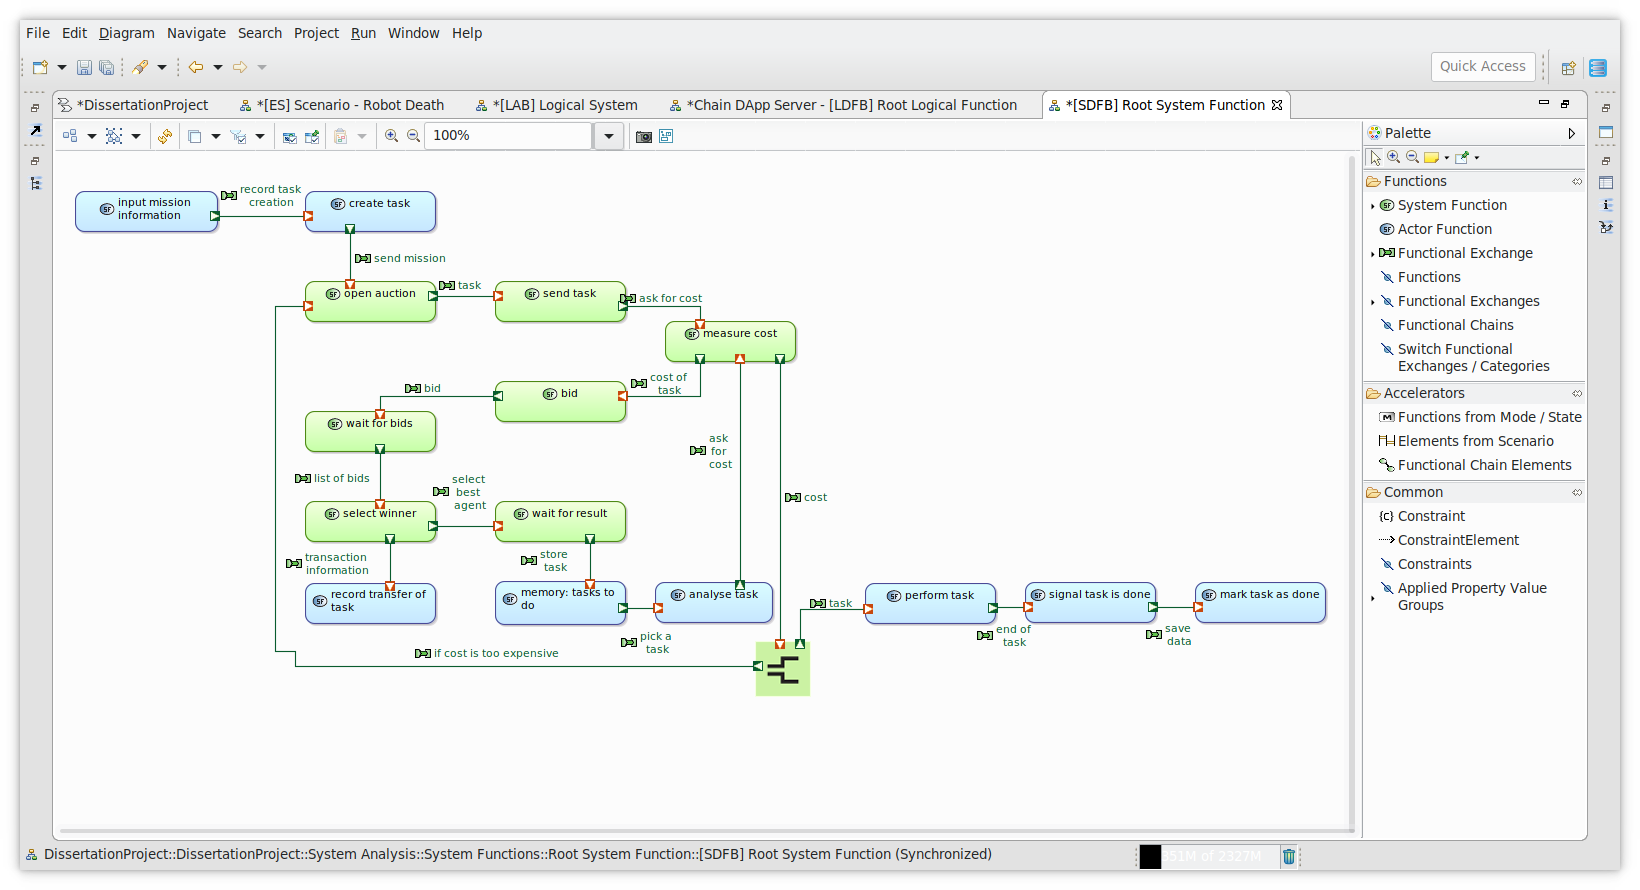 File Edit Diagram Navigate Search Project Run Window Help
Quick Access
*DissertationProject
*[ES] Scenario - Robot Death
*[LAB] Logical System
*Chain DApp Server - [LDFB] Root Logical Function
*[SDFB] Root System Function
100%
input mission
information
record task
creation
create task
send mission
open auction
task
send task
ask for cost
measure cost
bid
bid
cost of
task
wait for bids
ask
for
cost
list of bids
select
best
agent
cost
select winner
wait for result
transaction
information
store
task
record transfer of
task
memory: tasks to
do
analyse task
pick a
task
task
perform task
signal task is done
mark task as done
end of
task
save
data
if cost is too expensive
Palette
Functions
System Function
Actor Function
Functional Exchange
Functions
Functional Exchanges
Functional Chains
Switch Functional
Exchanges / Categories
Accelerators
Functions from Mode / State
Elements from Scenario
Functional Chain Elements
Common
Constraint
ConstraintElement
Constraints
Applied Property Value
Groups
DissertationProject::DissertationProject::System Analysis::System Functions::Root System Function::[SDFB] Root System Function (Synchronized)
351M of 2327M